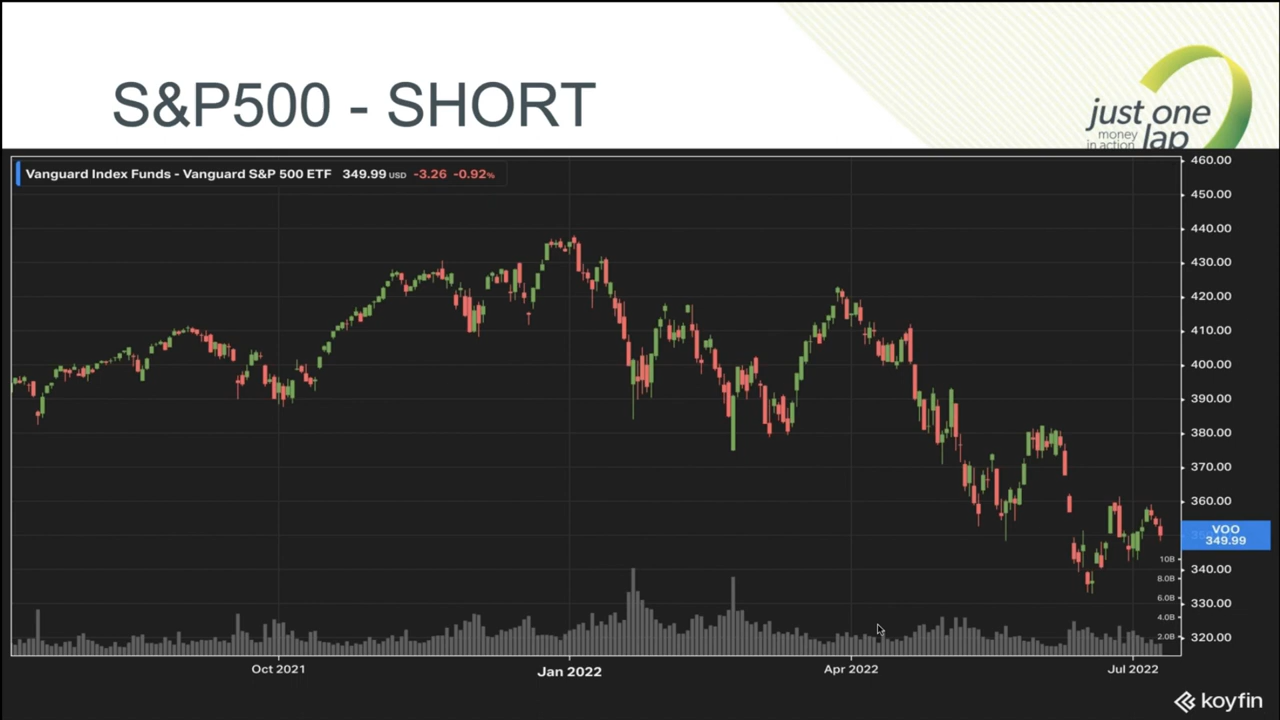 S&P500 - SHORT
just one
money
in action
lap
Vanguard Index Funds - Vanguard S&P 500 ETF 349.99 USD -3.26 -0.92%
460.00
450.00
440.00
430.00
420.00
410.00
400.00
390.00
380.00
370.00
360.00
VOO
349.99
10B
340.00
8.0B
6.0B
330.00
4.0B
2.0B
320.00
Oct 2021
Jan 2022
Apr 2022
Jul 2022
koyfin